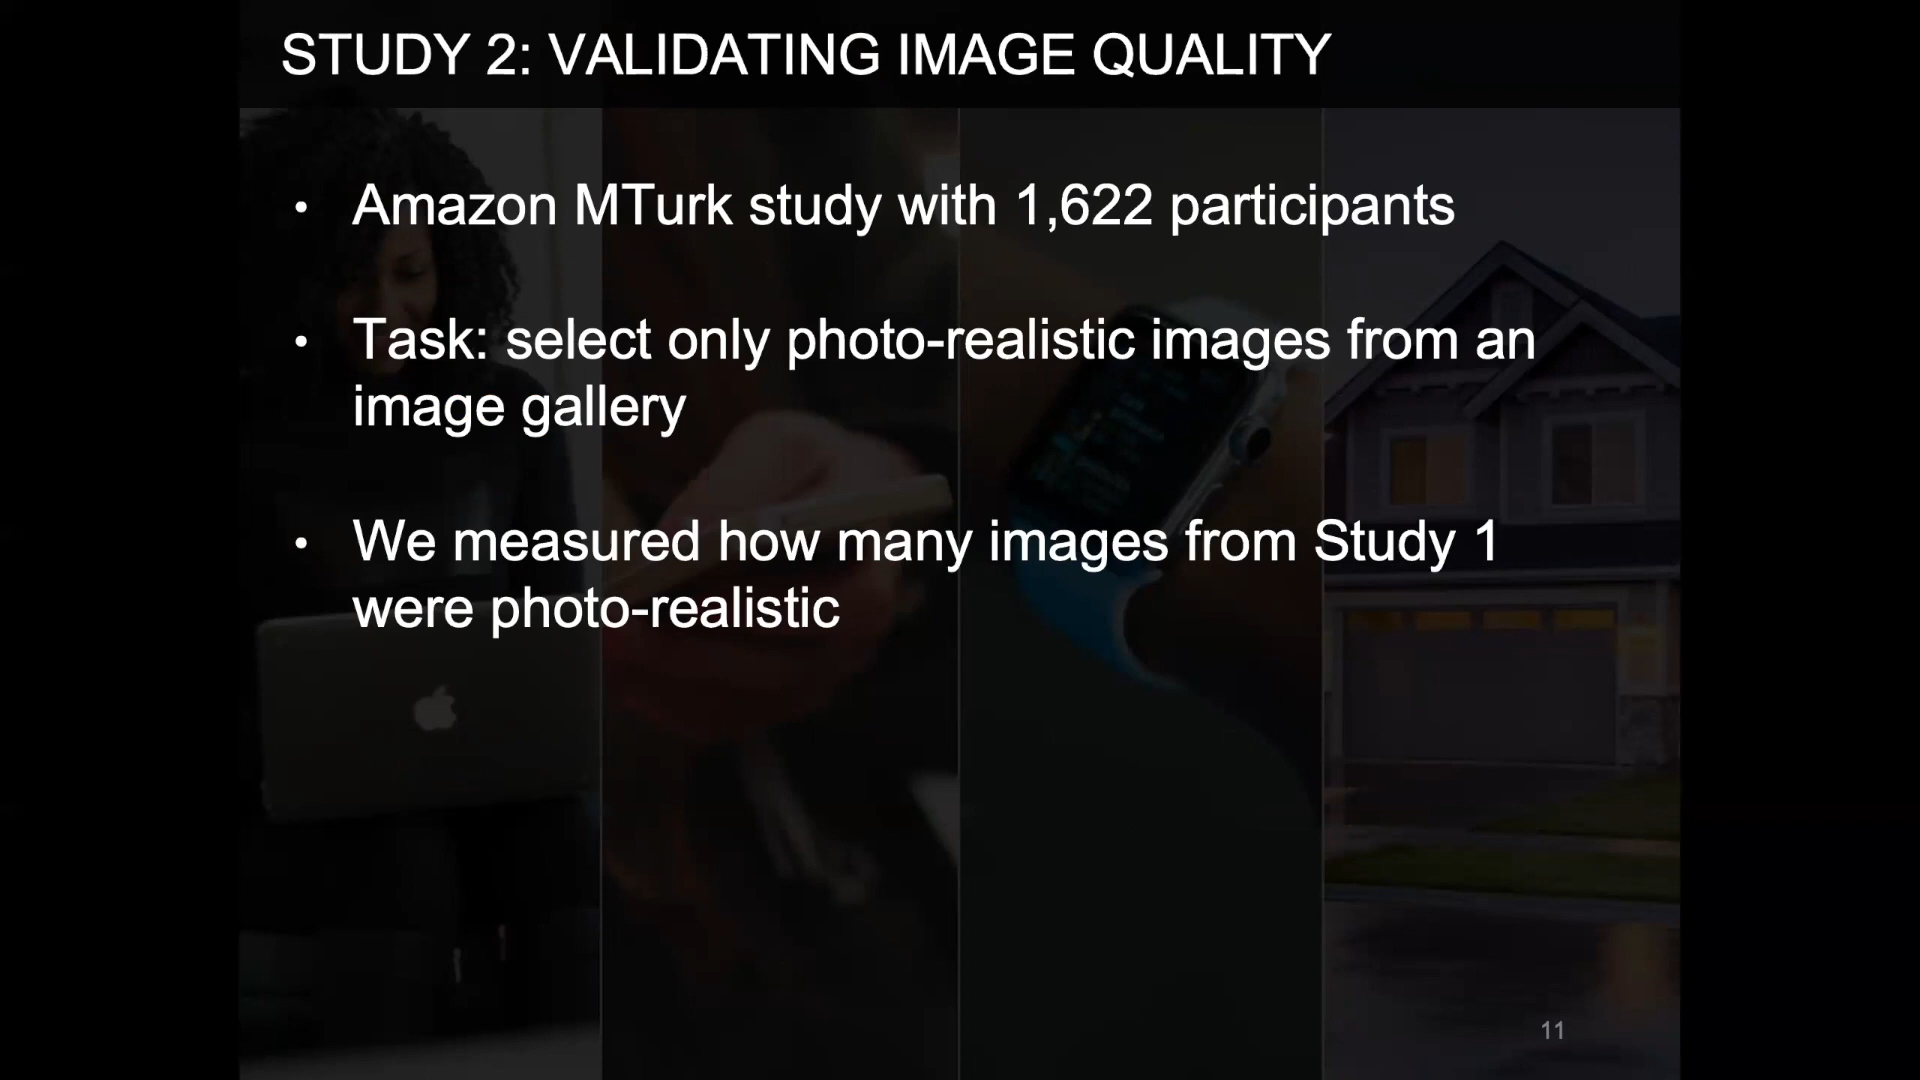 STUDY 2: VALIDATING IMAGE QUALITY
• Amazon MTurk study with 1,622 participants
• Task: select only photo-realistic images from an
image gallery
• We measured how many images from Study 1
were photo-realistic
11